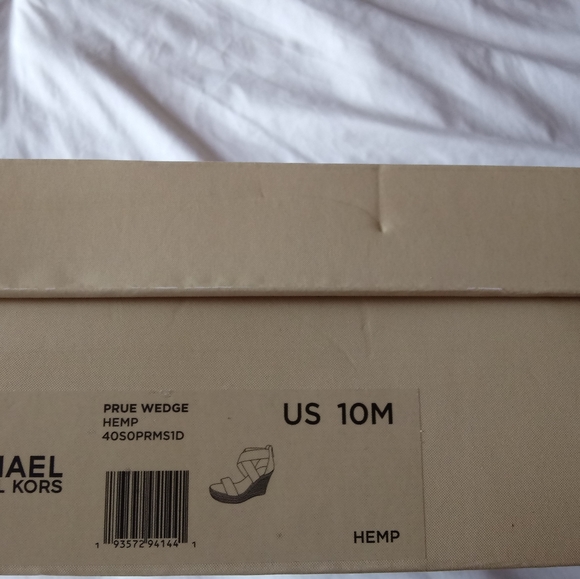 PRUE WEDGE
HEMP
40S0PRMS1D
US 10M
HAEL
L KORS
1 93572 94144 1
HEMP